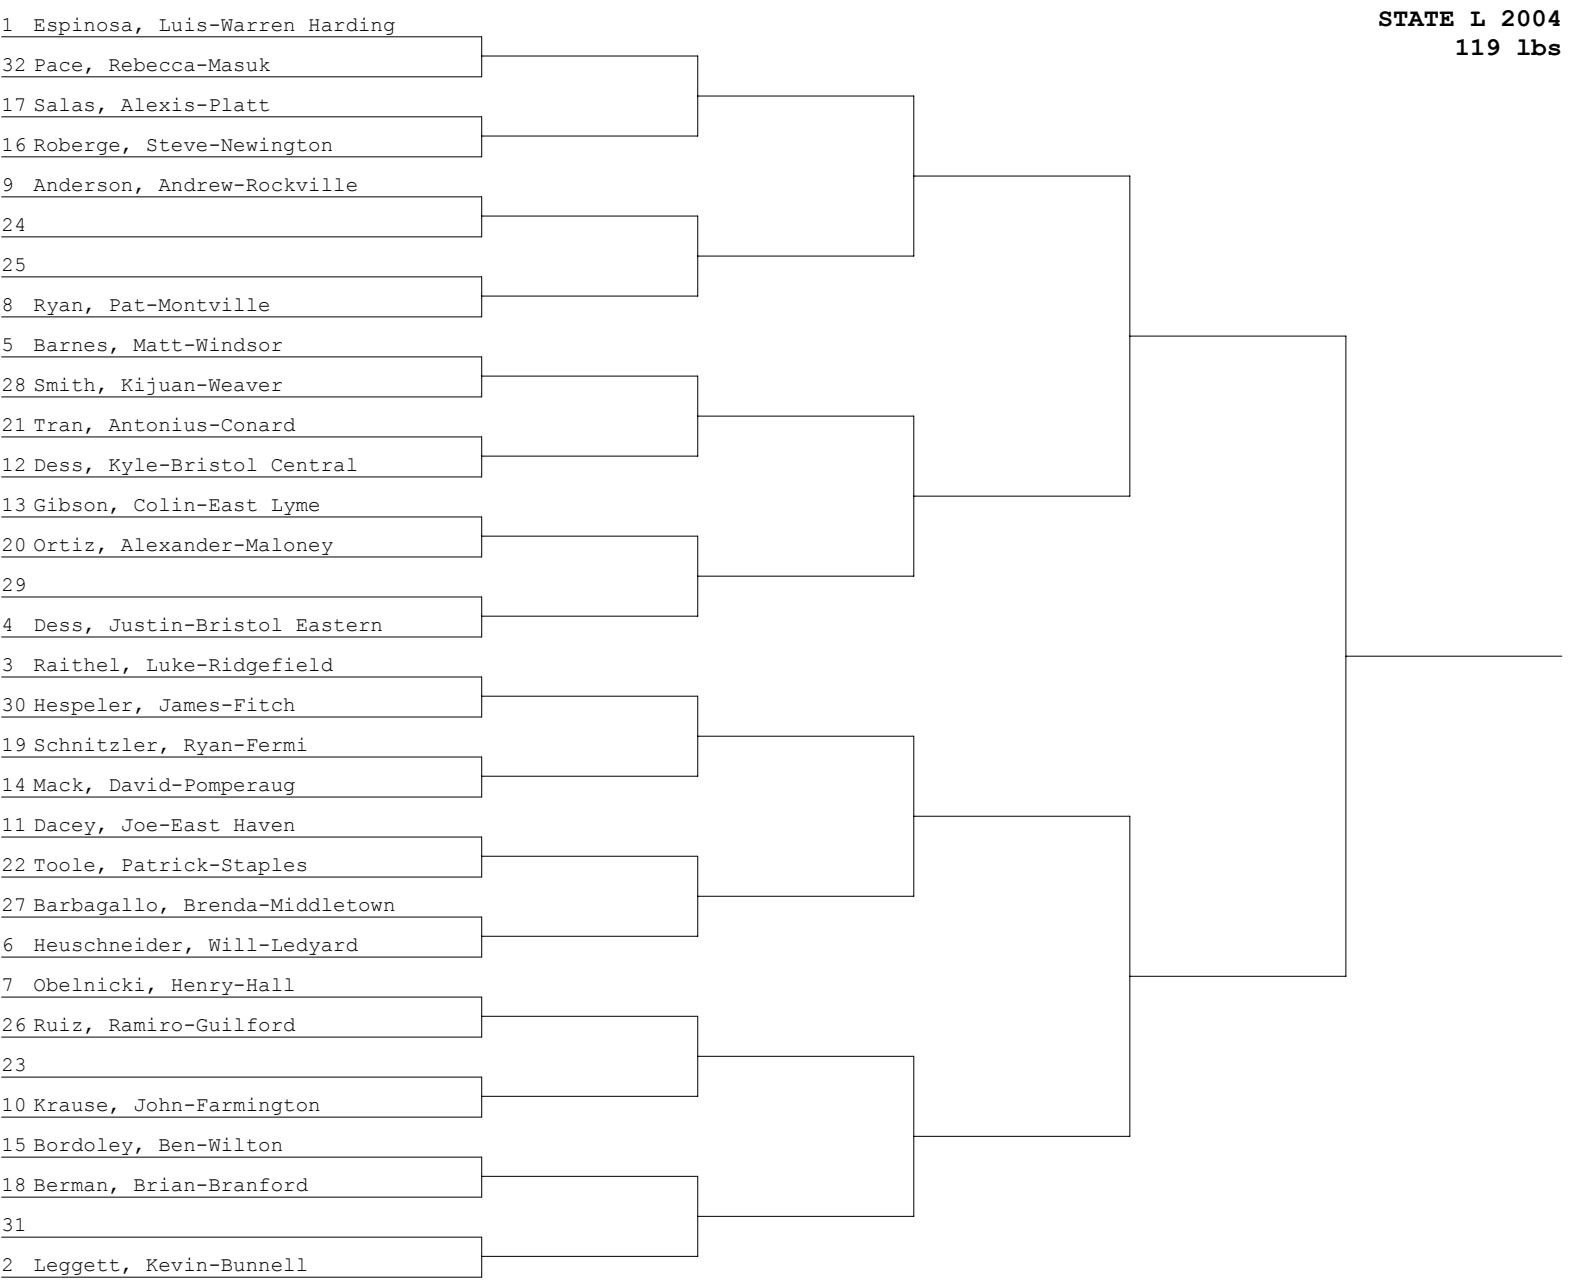 STATE L 2004
119 lbs
1 Espinosa, Luis-Warren Harding
32 Pace, Rebecca-Masuk
17 Salas, Alexis-Platt
16 Roberge, Steve-Newington
9 Anderson, Andrew-Rockville
24
25
8 Ryan, Pat-Montville
5 Barnes, Matt-Windsor
28 Smith, Kijuan-Weaver
21 Tran, Antonius-Conard
12 Dess, Kyle-Bristol Central
13 Gibson, Colin-East Lyme
20 Ortiz, Alexander-Maloney
29
4 Dess, Justin-Bristol Eastern
3 Raithel, Luke-Ridgefield
30 Hespeler, James-Fitch
19 Schnitzler, Ryan-Fermi
14 Mack, David-Pomperaug
11 Dacey, Joe-East Haven
22 Toole, Patrick-Staples
27 Barbagallo, Brenda-Middletown
6 Heuschneider, Will-Ledyard
7 Obelnicki, Henry-Hall
26 Ruiz, Ramiro-Guilford
23
10 Krause, John-Farmington
15 Bordoley, Ben-Wilton
18 Berman, Brian-Branford
31
2 Leggett, Kevin-Bunnell